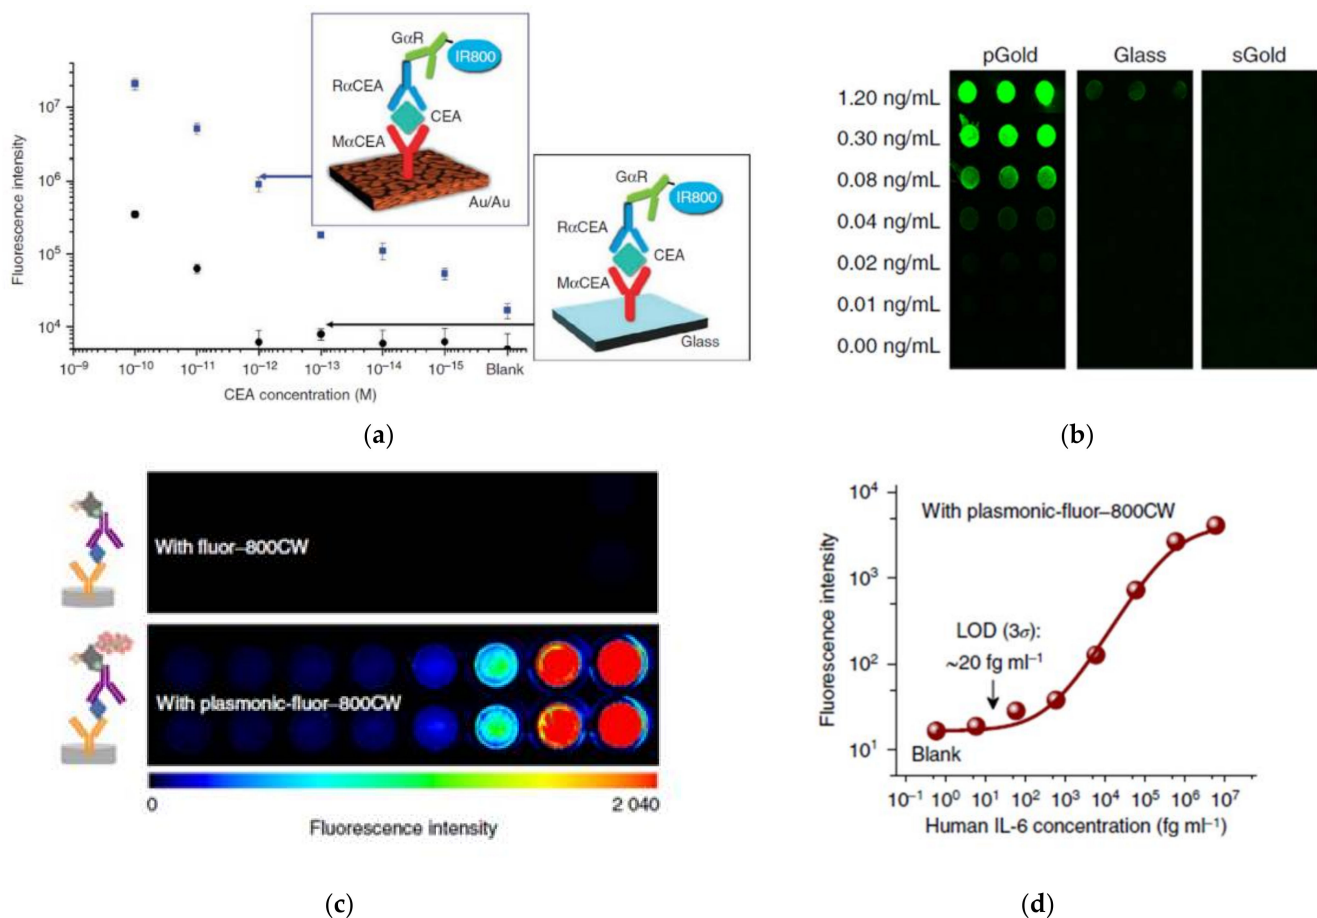 GαR
IR800
RαCEA
CEA
MαCEA
Au/Au
GαR
IR800
RαCEA
CEA
MαCEA
Glass
Fluorescence intensity
10⁷
10⁶
10⁵
10⁴
10⁻⁹ 10⁻¹⁰ 10⁻¹¹ 10⁻¹² 10⁻¹³ 10⁻¹⁴ 10⁻¹⁵ Blank
CEA concentration (M)
(a)
pGold Glass sGold
1.20 ng/mL
0.30 ng/mL
0.08 ng/mL
0.04 ng/mL
0.02 ng/mL
0.01 ng/mL
0.00 ng/mL
(b)
With fluor–800CW
With plasmonic-fluor–800CW
0 2 040
Fluorescence intensity
(c)
Fluorescence intensity
10⁴
10³
10²
10¹
With plasmonic-fluor–800CW
LOD (3σ):
~20 fg ml⁻¹
Blank
10⁻¹ 10⁰ 10¹ 10² 10³ 10⁴ 10⁵ 10⁶ 10⁷
Human IL-6 concentration (fg ml⁻¹)
(d)